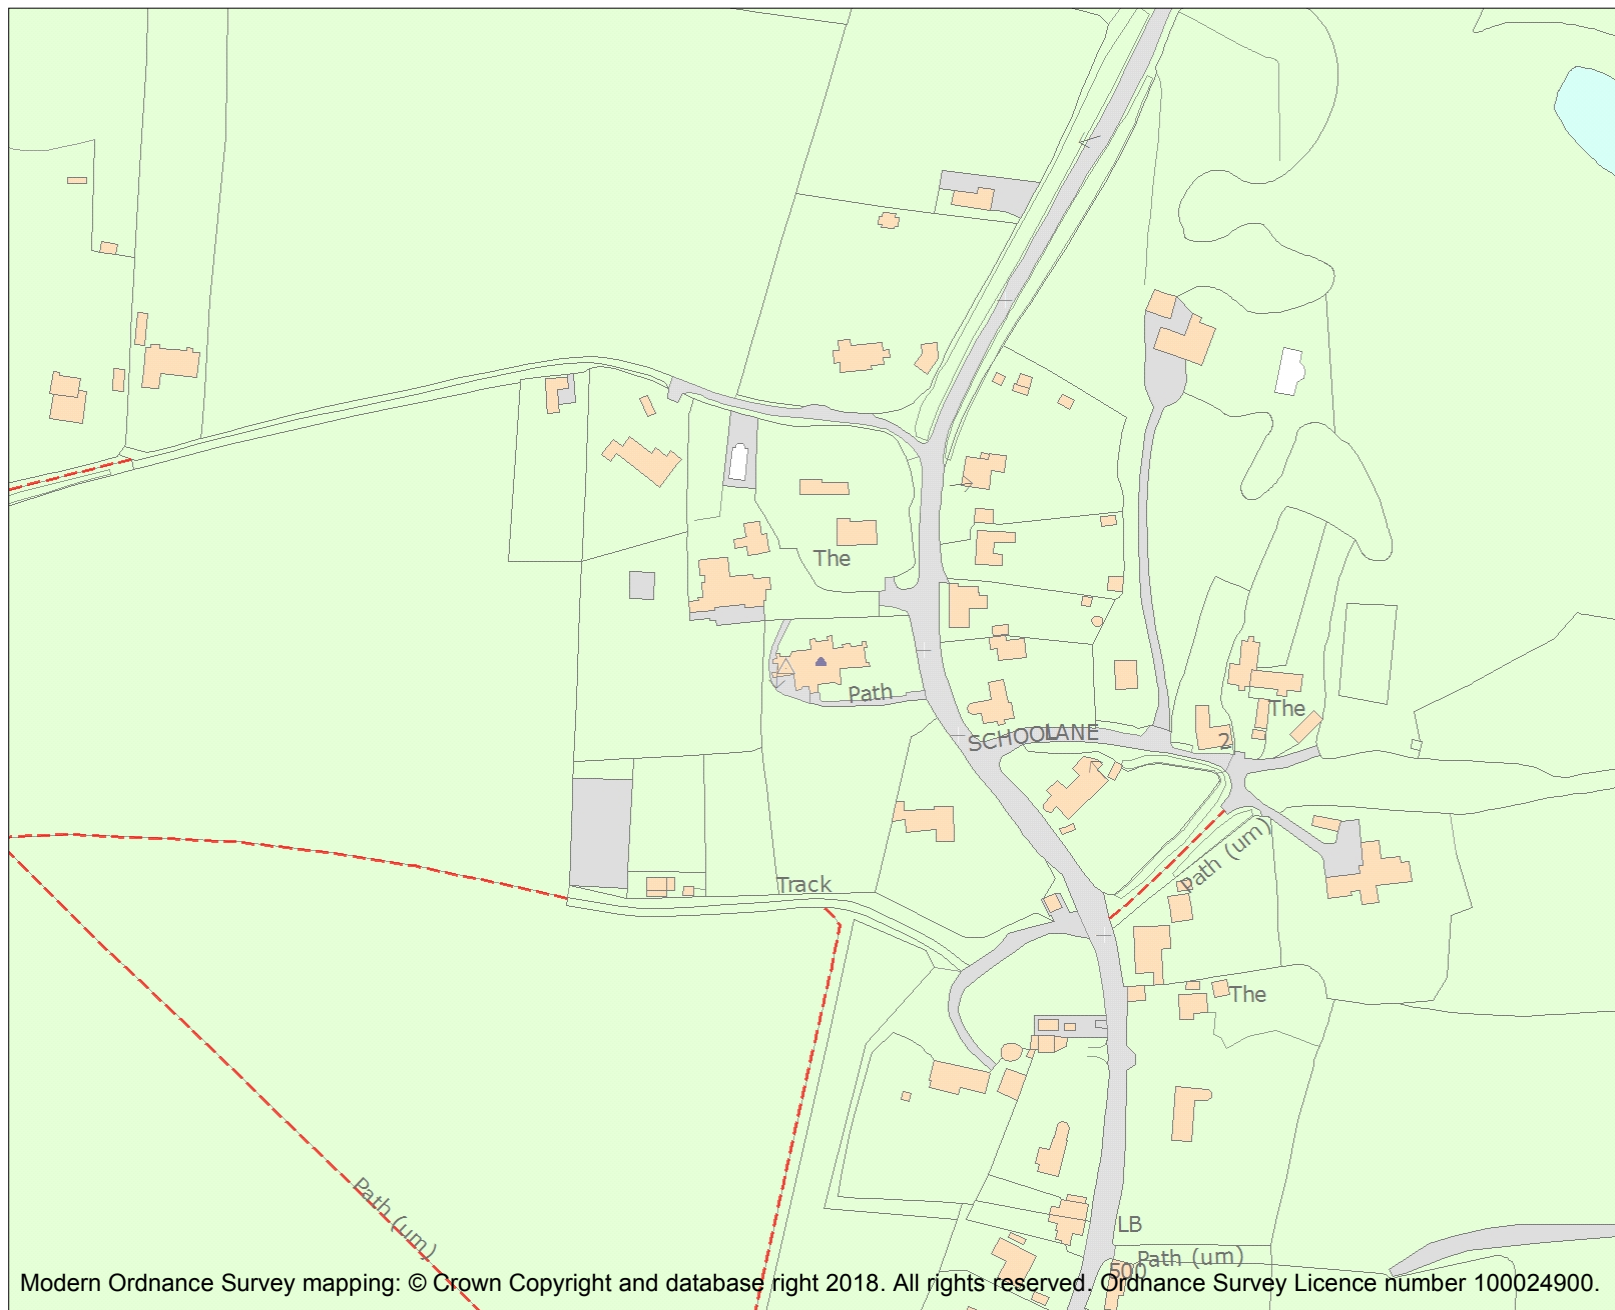 The
Path
SCHOOL LANE
The
2
Path (um)
Track
The
Path (um)
LB
Path (um)
500
Modern Ordnance Survey mapping: © Crown Copyright and database right 2018. All rights reserved. Ordnance Survey Licence number 100024900.